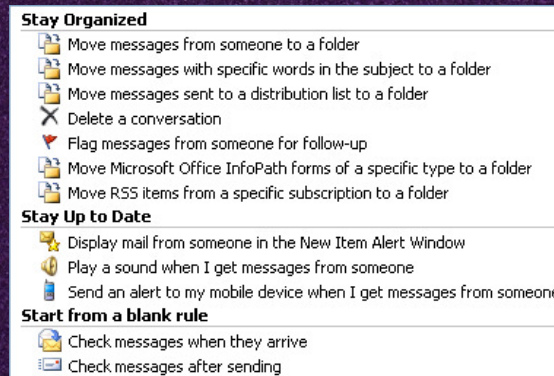 Stay Organized
Move messages from someone to a folder
Move messages with specific words in the subject to a folder
Move messages sent to a distribution list to a folder
Delete a conversation
Flag messages from someone for follow-up
Move Microsoft Office InfoPath forms of a specific type to a folder
Move RSS items from a specific subscription to a folder
Stay Up to Date
Display mail from someone in the New Item Alert Window
Play a sound when I get messages from someone
Send an alert to my mobile device when I get messages from someone
Start from a blank rule
Check messages when they arrive
Check messages after sending